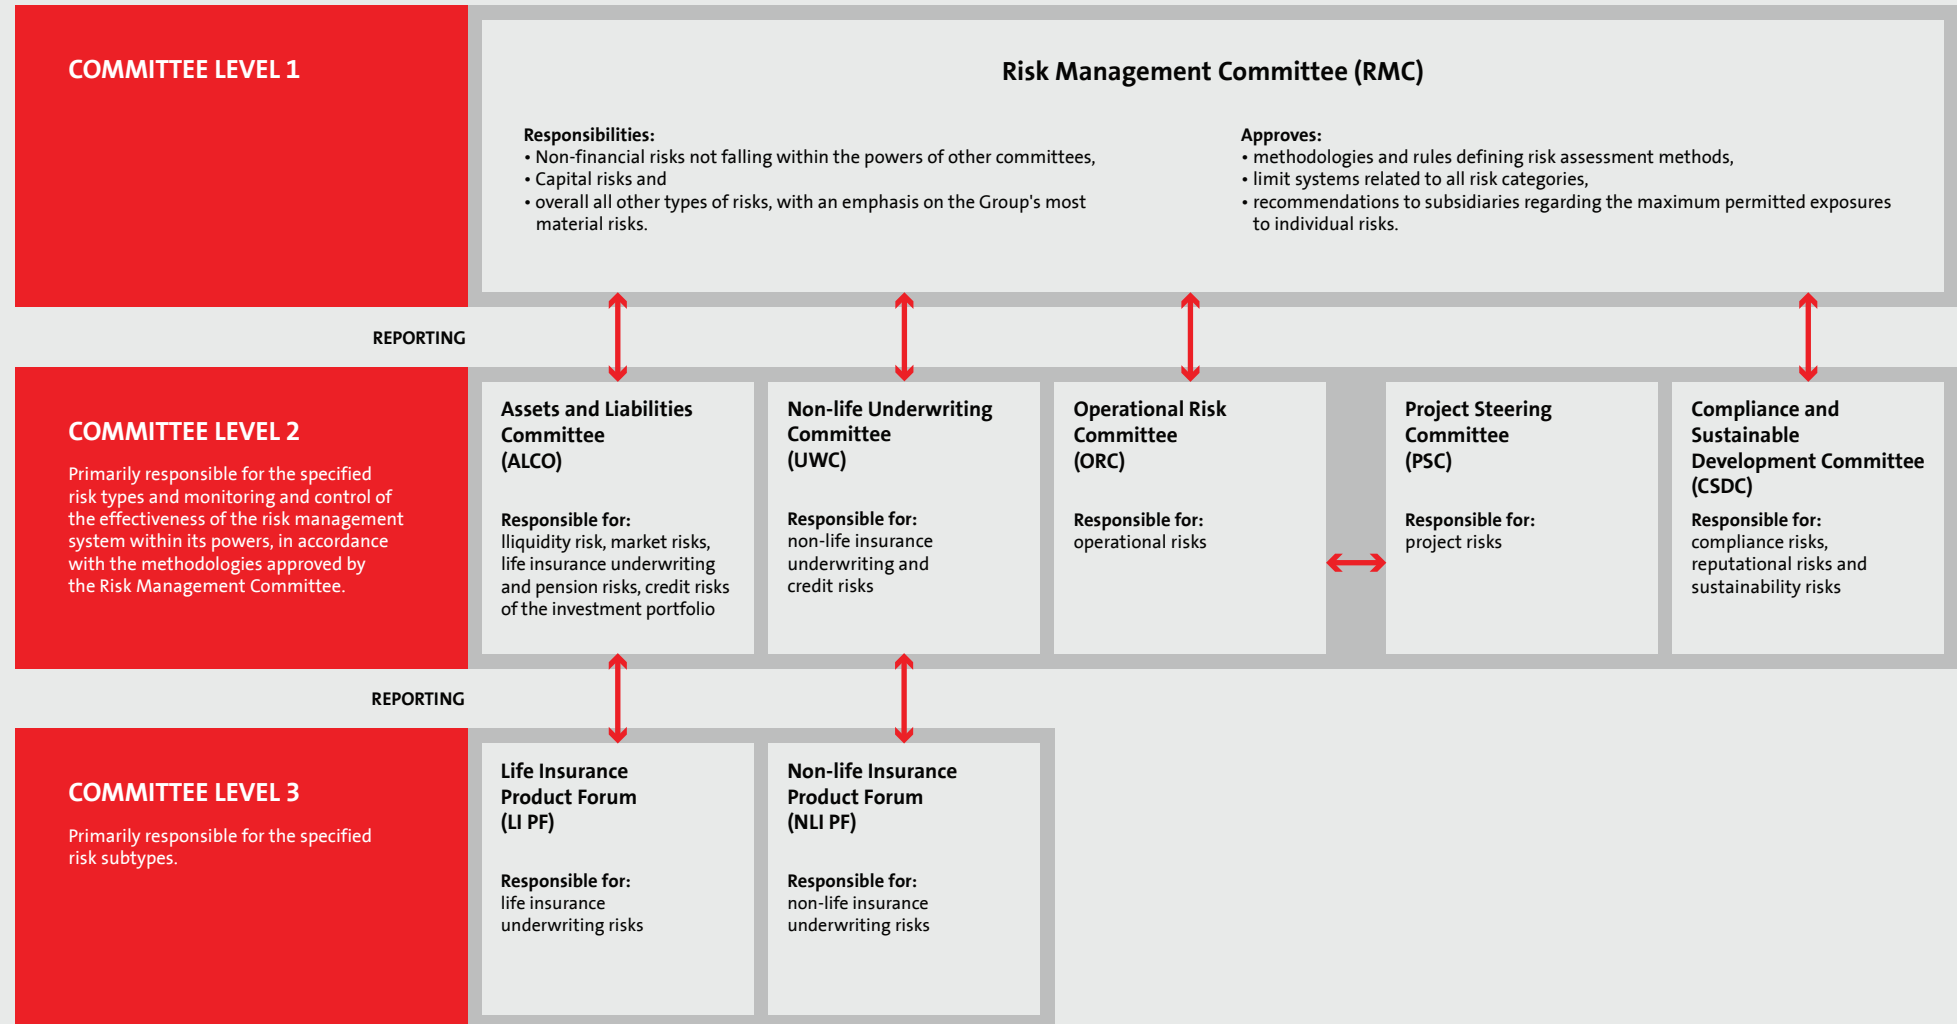 COMMITTEE LEVEL 1
Risk Management Committee (RMC)
Responsibilities:
• Non-financial risks not falling within the powers of other committees,
• Capital risks and
• overall all other types of risks, with an emphasis on the Group's most
material risks.
Approves:
• methodologies and rules defining risk assessment methods,
• limit systems related to all risk categories,
• recommendations to subsidiaries regarding the maximum permitted exposures
to individual risks.
REPORTING
COMMITTEE LEVEL 2
Primarily responsible for the specified
risk types and monitoring and control of
the effectiveness of the risk management
system within its powers, in accordance
with the methodologies approved by
the Risk Management Committee.
Assets and Liabilities
Committee
(ALCO)
Responsible for:
lliquidity risk, market risks,
life insurance underwriting
and pension risks, credit risks
of the investment portfolio
Non-life Underwriting
Committee
(UWC)
Responsible for:
non-life insurance
underwriting and
credit risks
Operational Risk
Committee
(ORC)
Responsible for:
operational risks
Project Steering
Committee
(PSC)
Responsible for:
project risks
Compliance and
Sustainable
Development Committee
(CSDC)
Responsible for:
compliance risks,
reputational risks and
sustainability risks
REPORTING
COMMITTEE LEVEL 3
Primarily responsible for the specified
risk subtypes.
Life Insurance
Product Forum
(LI PF)
Responsible for:
life insurance
underwriting risks
Non-life Insurance
Product Forum
(NLI PF)
Responsible for:
non-life insurance
underwriting risks